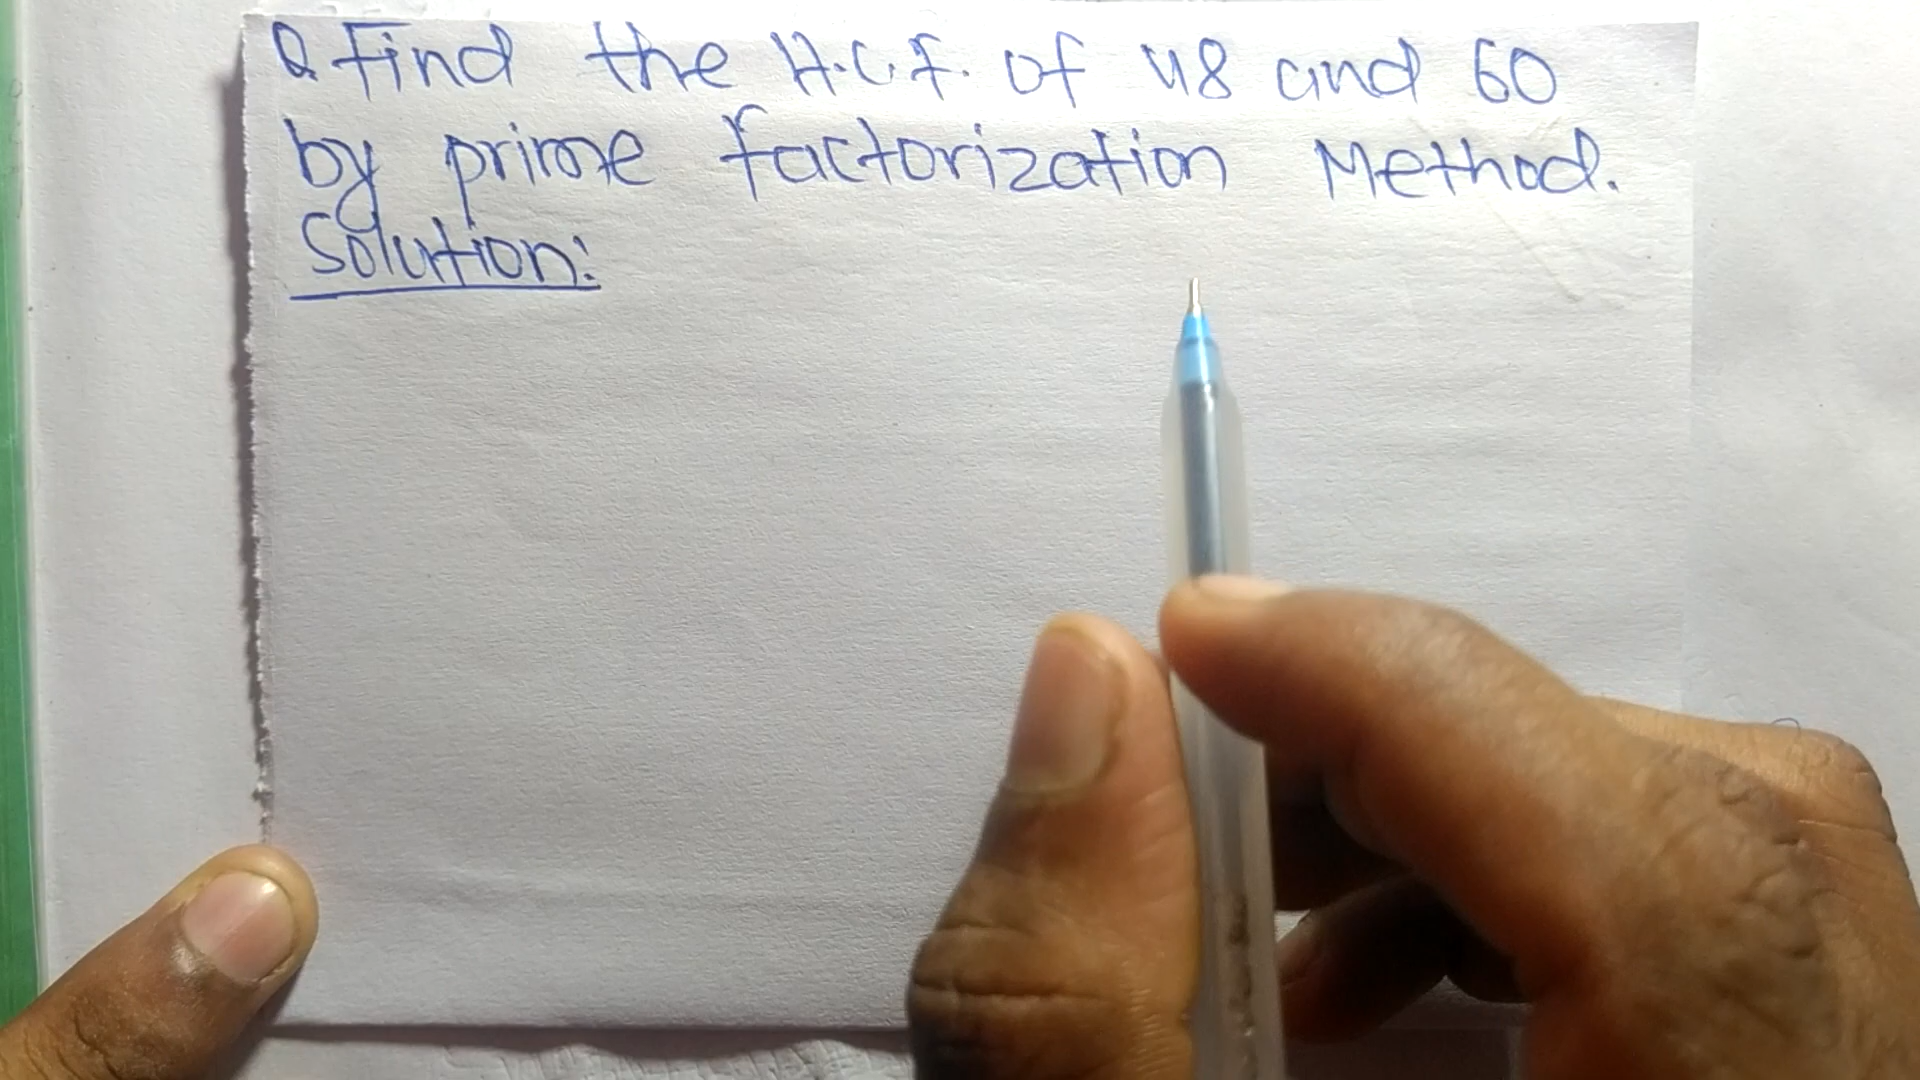 Q Find the H.C.F. of 48 and 60
by prime factorization Method.
Solution: